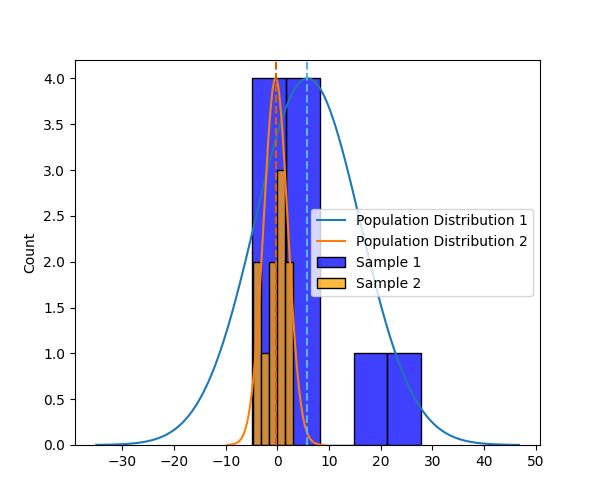 4.0
3.5
3.0
2.5
2.0
1.5
1.0
0.5
0.0
Count
Population Distribution 1
Population Distribution 2
Sample 1
Sample 2
−30 −20 −10 0 10 20 30 40 50